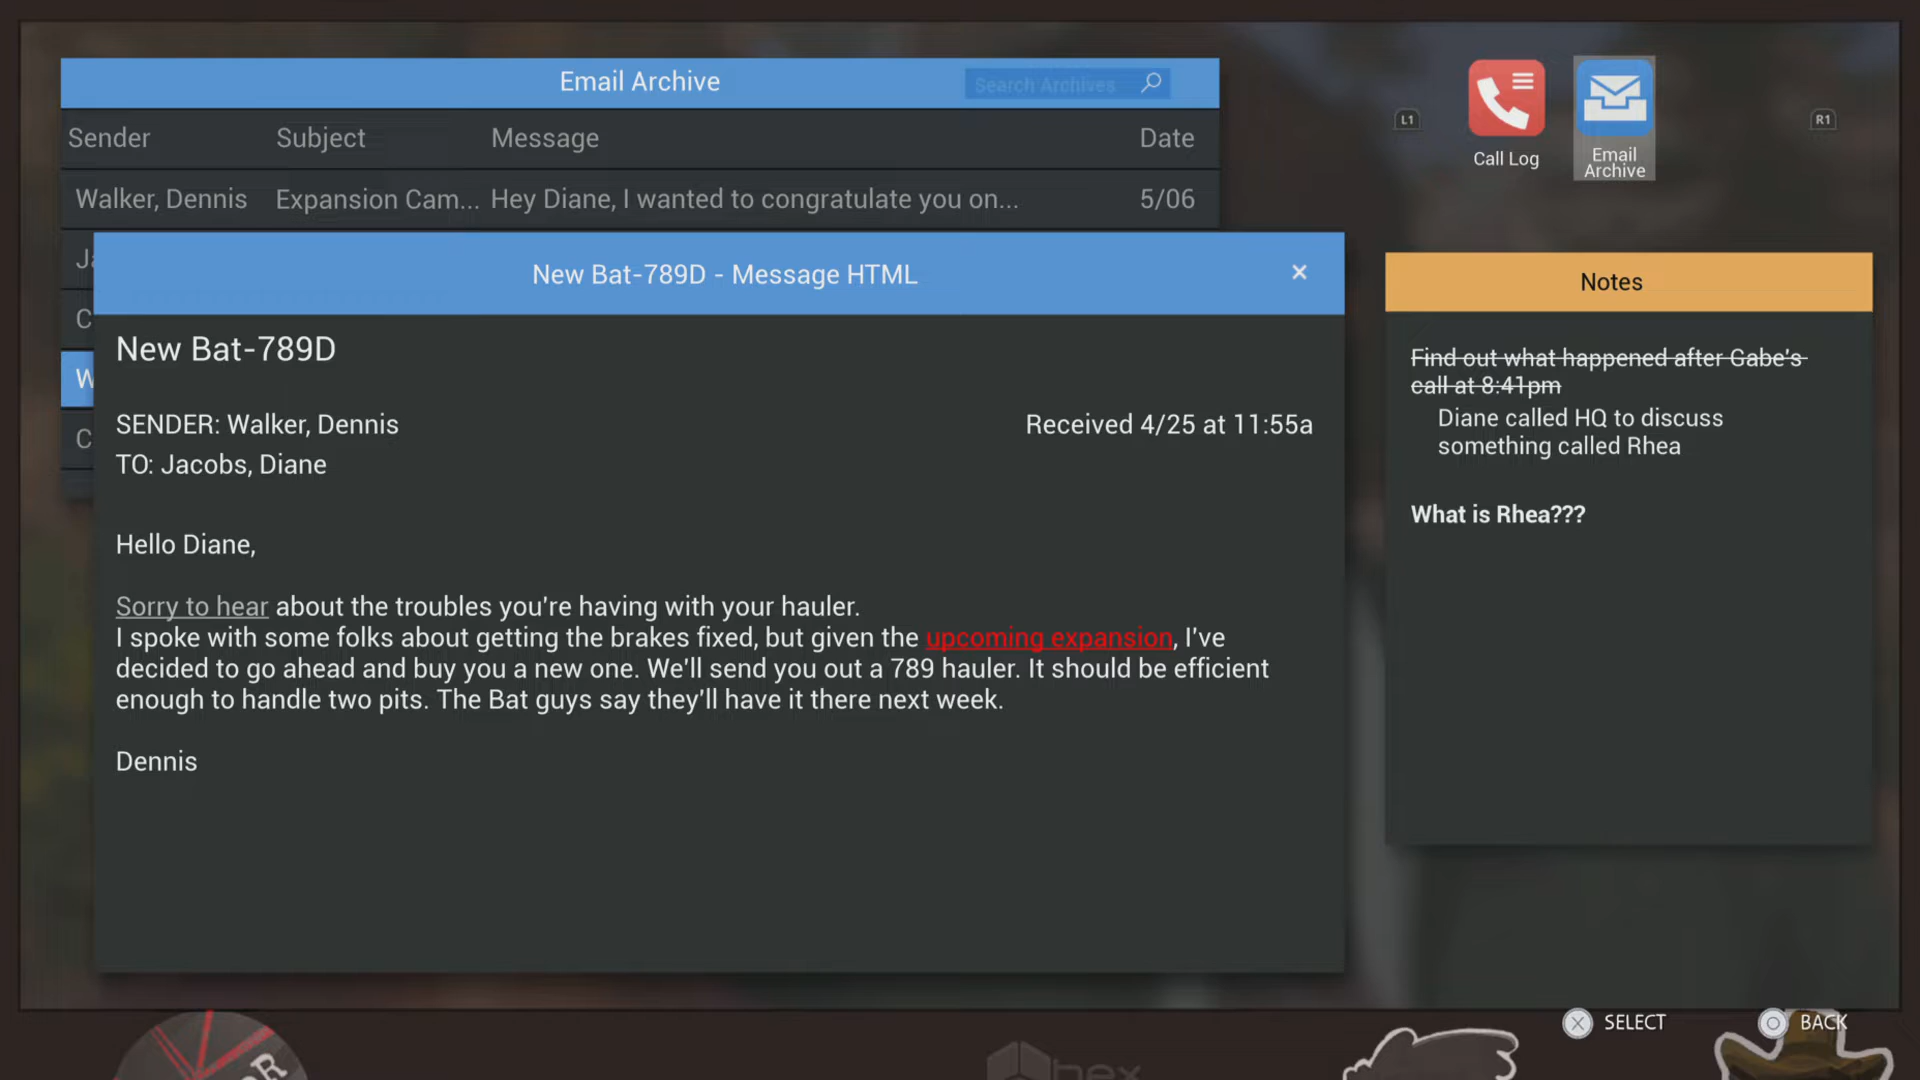 Email Archive
Search Archives
Sender Subject Message Date
Walker, Dennis Expansion Cam... Hey Diane, I wanted to congratulate you on... 5/06
Ja
C
W
C
New Bat-789D - Message HTML
×
New Bat-789D
SENDER: Walker, Dennis
Received 4/25 at 11:55a
TO: Jacobs, Diane
Hello Diane,
Sorry to hear about the troubles you're having with your hauler.
I spoke with some folks about getting the brakes fixed, but given the upcoming expansion, I've
decided to go ahead and buy you a new one. We'll send you out a 789 hauler. It should be efficient
enough to handle two pits. The Bat guys say they'll have it there next week.
Dennis
L1
Call Log
Email
Archive
R1
Notes
Find out what happened after Gabe's
call at 8:41pm
Diane called HQ to discuss
something called Rhea
What is Rhea???
SELECT
BACK
OR
hex